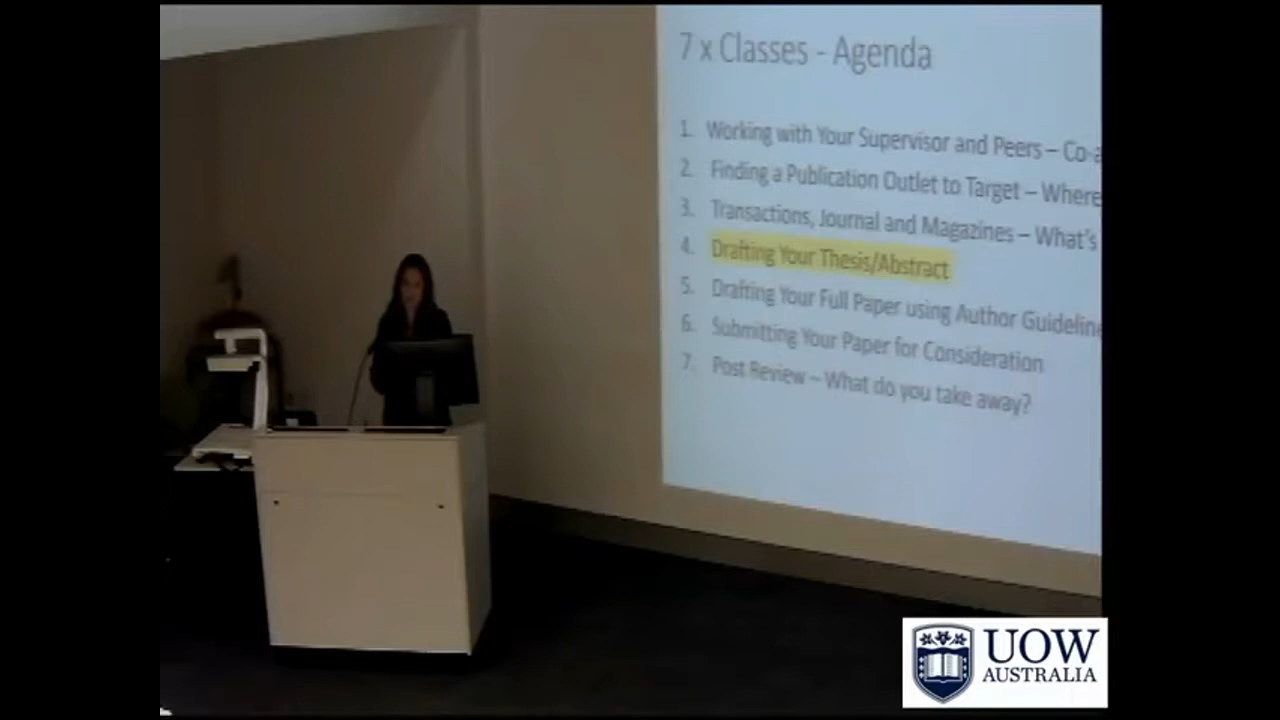 7 x Classes - Agenda
1. Working with Your Supervisor and Peers – Co-a
2. Finding a Publication Outlet to Target – Where
3. Transactions, Journal and Magazines – What's
4. Drafting Your Thesis/Abstract
5. Drafting Your Full Paper using Author Guideline
6. Submitting Your Paper for Consideration
7. Post Review – What do you take away?
UOW
AUSTRALIA